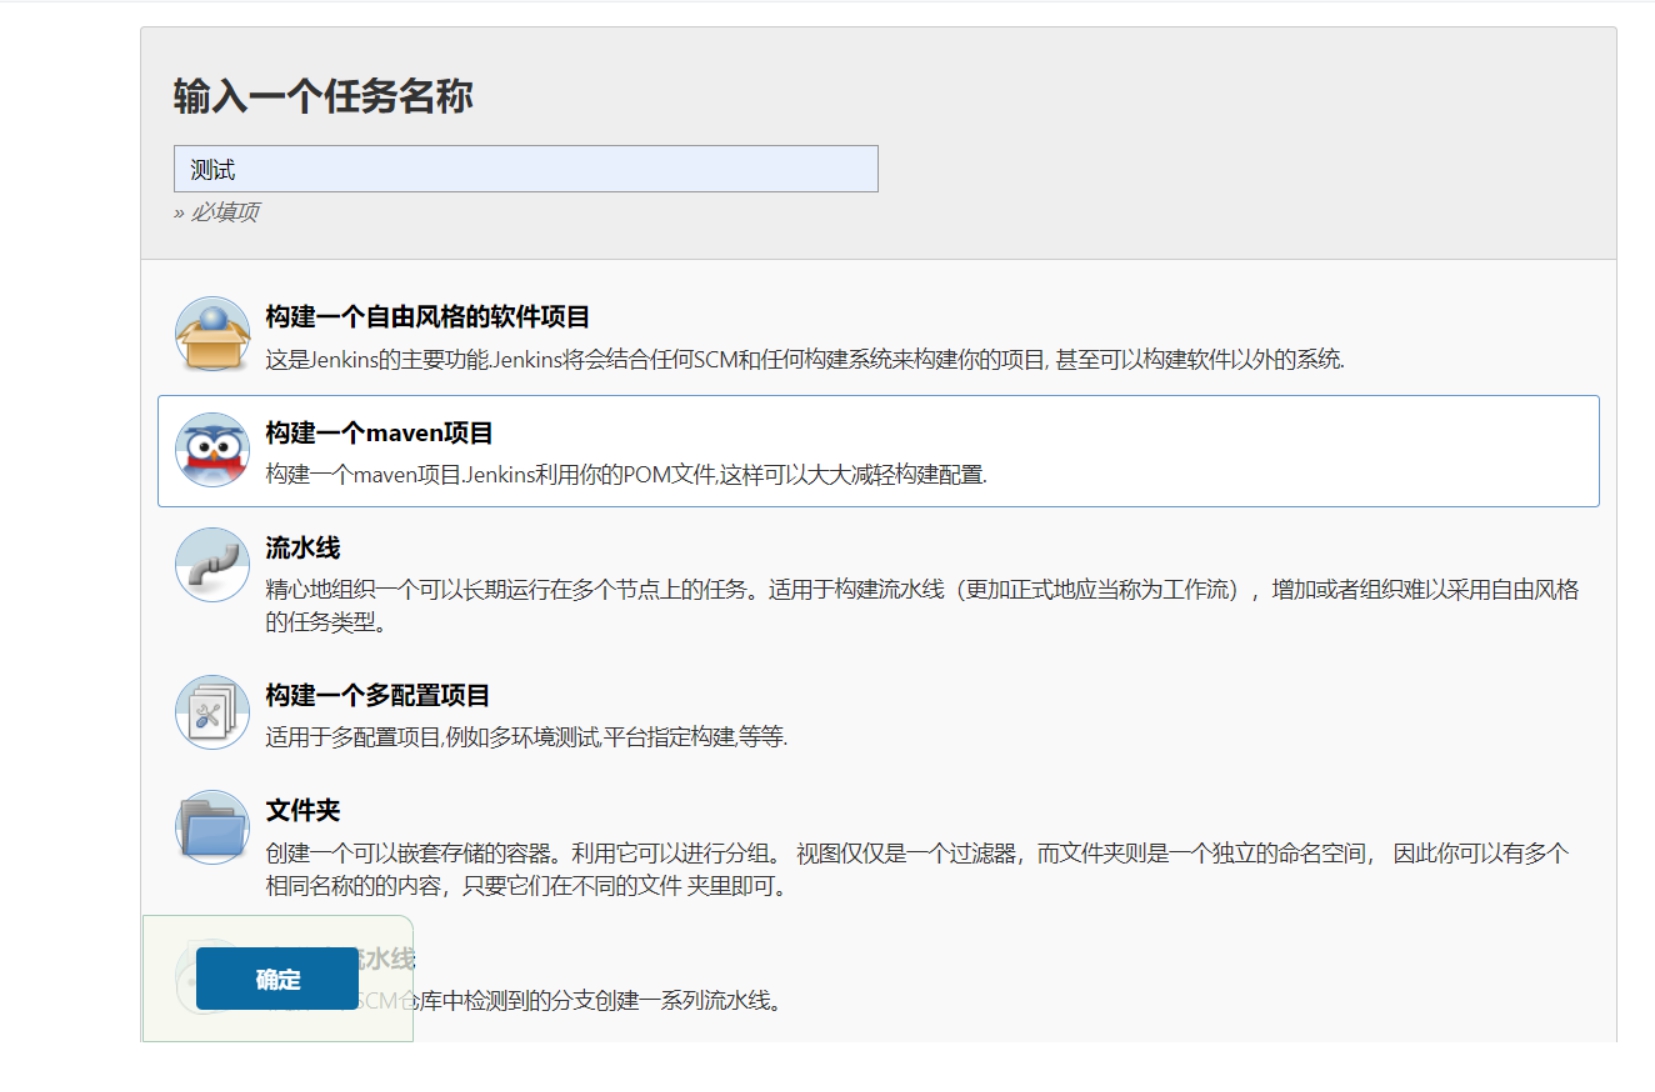 输入一个任务名称
测试
» 必填项
构建一个自由风格的软件项目
这是Jenkins的主要功能.Jenkins将会结合任何SCM和任何构建系统来构建你的项目, 甚至可以构建软件以外的系统.
构建一个maven项目
构建一个maven项目.Jenkins利用你的POM文件,这样可以大大减轻构建配置.
流水线
精心地组织一个可以长期运行在多个节点上的任务。适用于构建流水线（更加正式地应当称为工作流），增加或者组织难以采用自由风格
的任务类型。
构建一个多配置项目
适用于多配置项目,例如多环境测试,平台指定构建,等等.
文件夹
创建一个可以嵌套存储的容器。利用它可以进行分组。 视图仅仅是一个过滤器，而文件夹则是一个独立的命名空间， 因此你可以有多个
相同名称的的内容，只要它们在不同的文件 夹里即可。
流水线
确定
SCM仓库中检测到的分支创建一系列流水线。